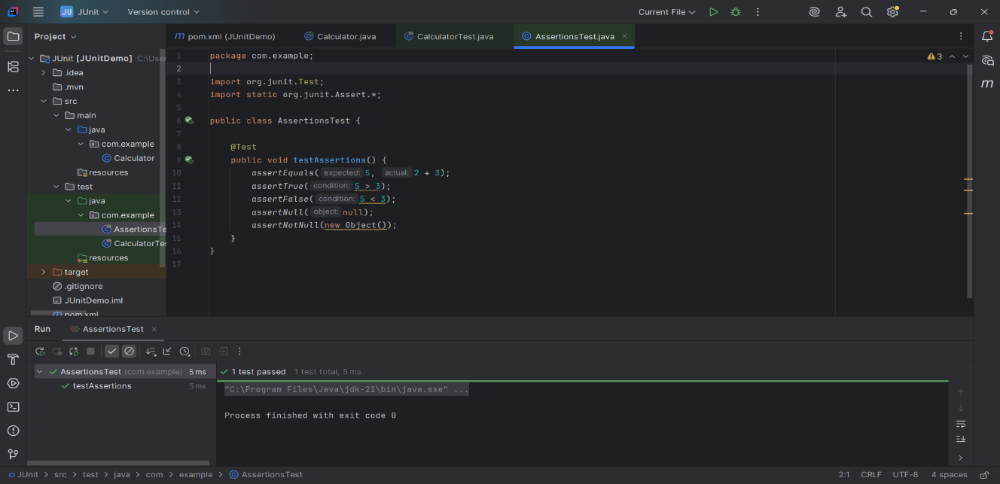 JU JUnit Version control Current File
Project
pom.xml (JUnitDemo) Calculator.java CalculatorTest.java AssertionsTest.java
JUnit [JUnitDemo] C:\User
.idea
.mvn
src
main
java
com.example
Calculator
resources
test
java
com.example
AssertionsTe
CalculatorTes
resources
target
.gitignore
JUnitDemo.iml
pom.xml
3
1 package com.example;
2
3 import org.junit.Test;
4 import static org.junit.Assert.*;
5
6 public class AssertionsTest {
7
8 @Test
9 public void testAssertions() {
10 assertEquals( expected: 5, actual: 2 + 3);
11 assertTrue( condition: 5 > 3);
12 assertFalse( condition: 5 < 3);
13 assertNull( object: null);
14 assertNotNull(new Object());
15 }
16 }
17
Run AssertionsTest
AssertionsTest (com.example) 5 ms
testAssertions 5 ms
1 test passed 1 test total, 5 ms
"C:\Program Files\Java\jdk-21\bin\java.exe" ...
Process finished with exit code 0
JUnit > src > test > java > com > example > AssertionsTest 2:1 CRLF UTF-8 4 spaces